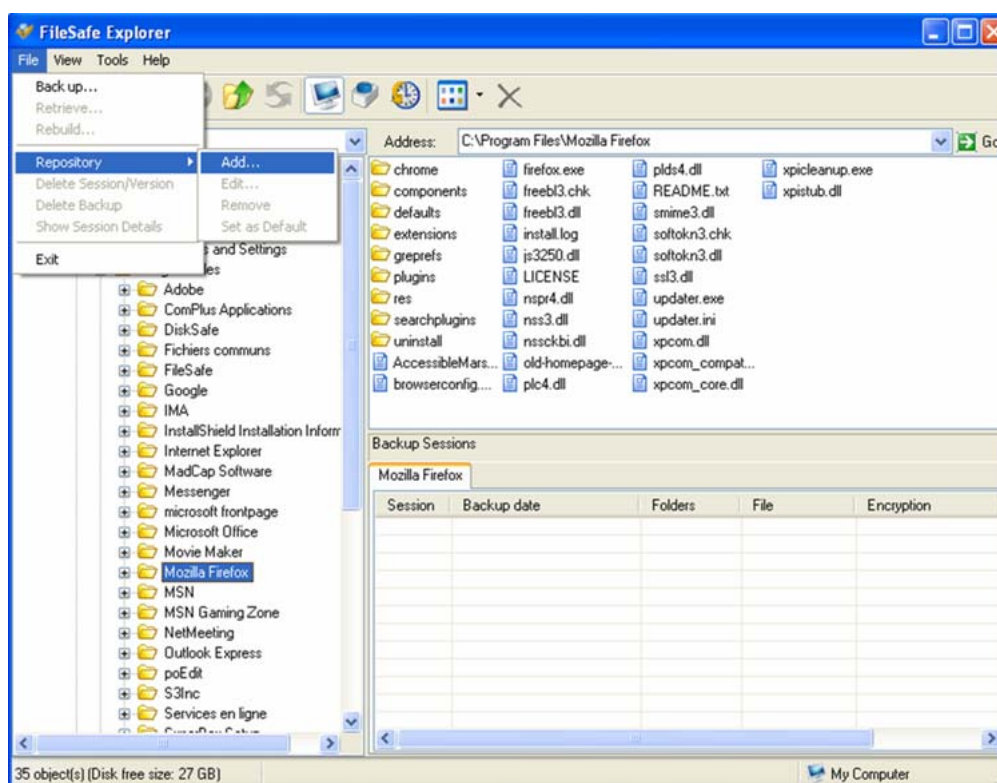 FileSafe Explorer
File View Tools Help
Back up...
Retrieve...
Rebuild...
Repository
Delete Session/Version
Delete Backup
Show Session Details
Exit
Add...
Edit...
Remove
Set as Default
Address: C:\Program Files\Mozilla Firefox Go
s and Settings
les
Adobe
ComPlus Applications
DiskSafe
Fichiers communs
FileSafe
Google
IMA
InstallShield Installation Inform
Internet Explorer
MadCap Software
Messenger
microsoft frontpage
Microsoft Office
Movie Maker
Mozilla Firefox
MSN
MSN Gaming Zone
NetMeeting
Outlook Express
poEdit
S3Inc
Services en ligne
chrome firefox.exe plds4.dll xpicleanup.exe
components freebl3.chk README.txt xpistub.dll
defaults freebl3.dll smime3.dll
extensions install.log softokn3.chk
greprefs js3250.dll softokn3.dll
plugins LICENSE ssl3.dll
res nspr4.dll updater.exe
searchplugins nss3.dll updater.ini
uninstall nssckbi.dll xpcom.dll
AccessibleMars... old-homepage-... xpcom_compat...
browserconfig.... plc4.dll xpcom_core.dll
Backup Sessions
Mozilla Firefox
Session Backup date Folders File Encryption
35 object(s) (Disk free size: 27 GB) My Computer